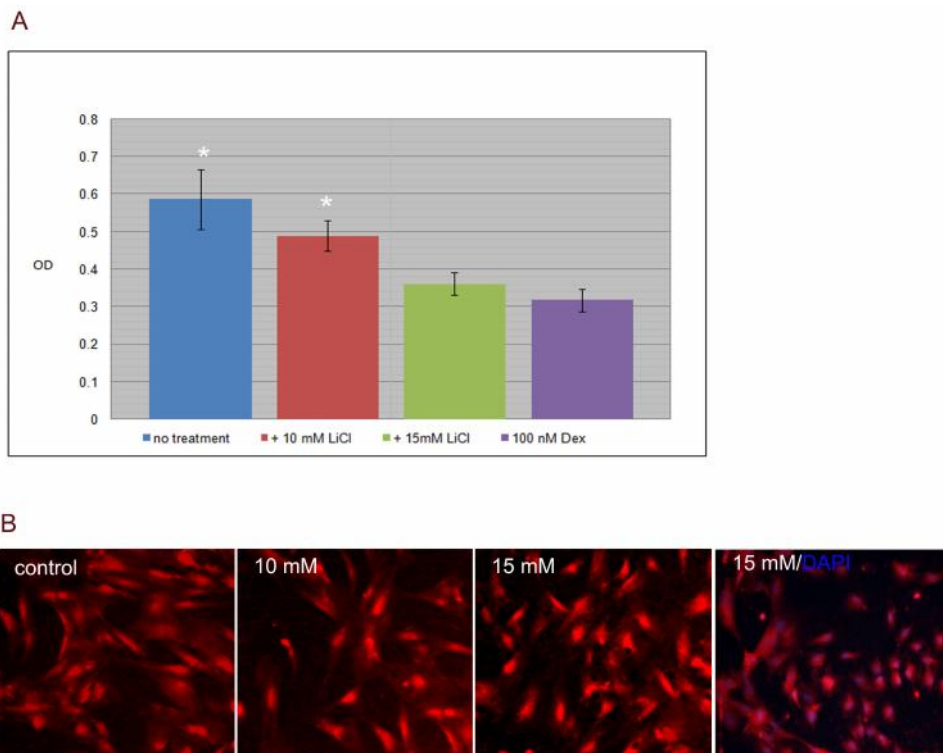 A
0.8
0.7
0.6
0.5
0.4
0.3
0.2
0.1
0
OD
* *
no treatment + 10 mM LiCl + 15mM LiCl 100 nM Dex
B
control 10 mM 15 mM 15 mM/DAPI